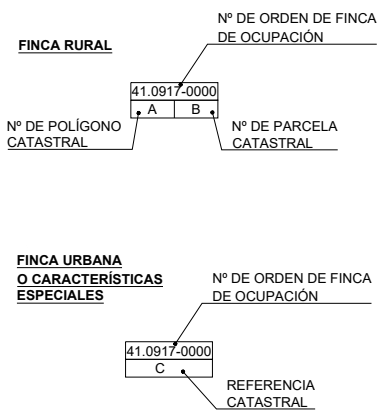 Nº DE ORDEN DE FINCA
DE OCUPACIÓN
FINCA RURAL
41.0917-0000
A B
Nº DE POLÍGONO
CATASTRAL
Nº DE PARCELA
CATASTRAL
FINCA URBANA
O CARACTERÍSTICAS
ESPECIALES
Nº DE ORDEN DE FINCA
DE OCUPACIÓN
41.0917-0000
C
REFERENCIA
CATASTRAL